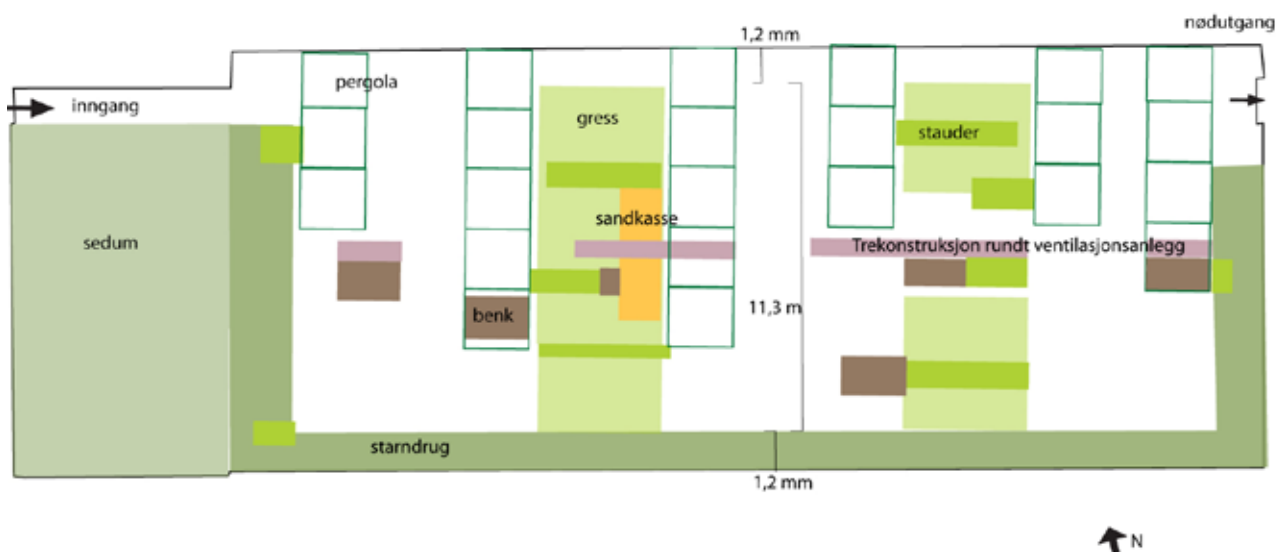 nødutgang
1,2 mm
pergola
inngang
gress
stauder
sandkasse
sedum
Trekonstruksjon rundt ventilasjonsanlegg
11,3 m
benk
starndrug
1,2 mm
N